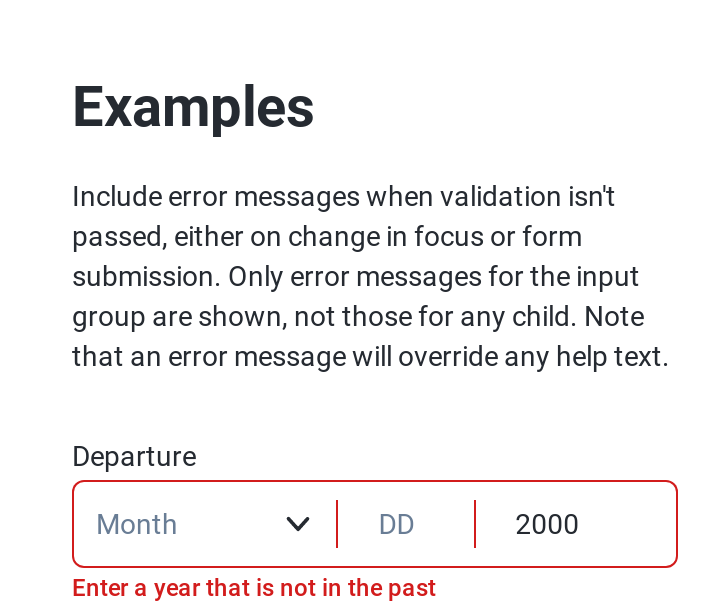 Examples
Include error messages when validation isn't
passed, either on change in focus or form
submission. Only error messages for the input
group are shown, not those for any child. Note
that an error message will override any help text.
Departure
Month DD 2000
Enter a year that is not in the past